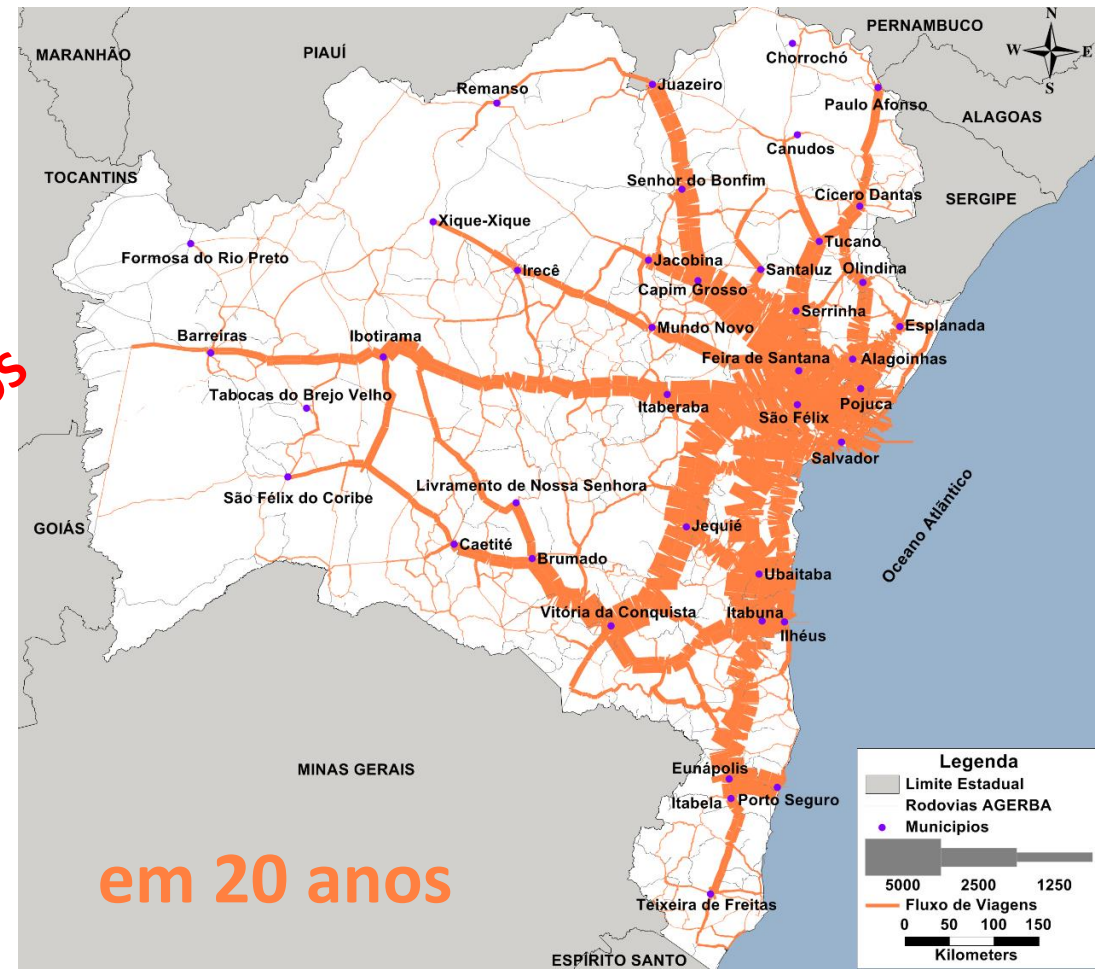 PERNAMBUCO
N
W E
S
MARANHÃO
PIAUÍ
Chorrochó
Remanso
Juazeiro
Paulo Afonso
ALAGOAS
Canudos
TOCANTINS
Senhor do Bonfim
Cícero Dantas
SERGIPE
Xique-Xique
Formosa do Rio Preto
Tucano
Jacobina
Irecê
Santaluz
Olindina
Capim Grosso
Serrinha
Mundo Novo
Esplanada
Barreiras
Ibotirama
Feira de Santana
Alagoinhas
Tabocas do Brejo Velho
Itaberaba
São Félix
Pojuca
Salvador
São Félix do Coribe
Livramento de Nossa Senhora
GOIÁS
Jequié
Oceano Atlântico
Caetité
Brumado
Ubaitaba
Vitória da Conquista
Itabuna
Ilhéus
MINAS GERAIS
Eunápolis
Itabela
Porto Seguro
Teixeira de Freitas
ESPÍRITO SANTO
em 20 anos
Legenda
Limite Estadual
Rodovias AGERBA
Municipios
5000 2500 1250
Fluxo de Viagens
0 50 100 150
Kilometers